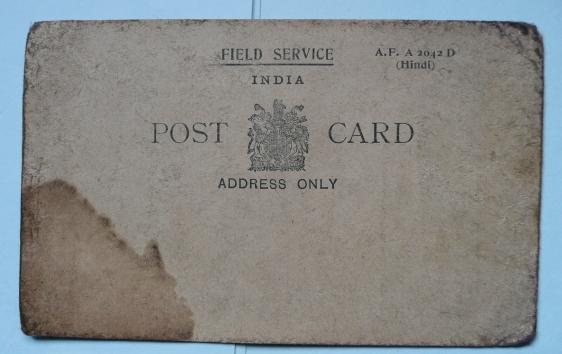 FIELD SERVICE
A.F. A 2042 D
(Hindi)
INDIA
POST CARD
ADDRESS ONLY